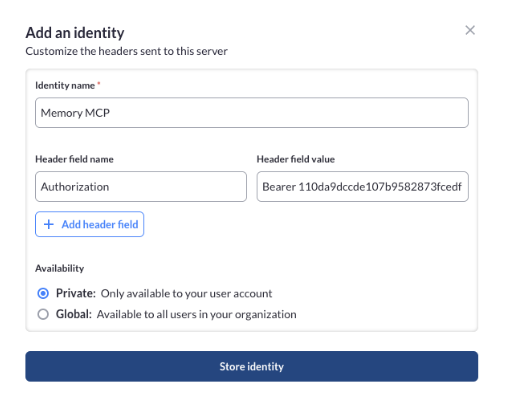 Add an identity
Customize the headers sent to this server
Identity name *
Memory MCP
Header field name
Header field value
Authorization
Bearer 110da9dccde107b9582873fcedf
+ Add header field
Availability
Private: Only available to your user account
Global: Available to all users in your organization
Store identity